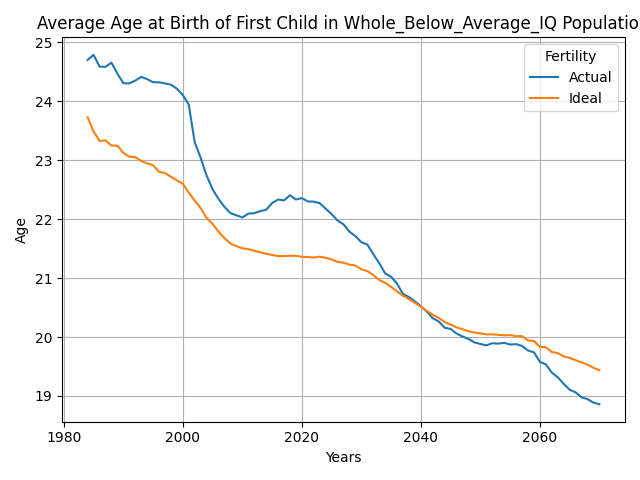 Average Age at Birth of First Child in Whole_Below_Average_IQ Populatio
25
24
23
22
21
20
19
Age
Fertility
Actual
Ideal
1980
2000
2020
2040
2060
Years